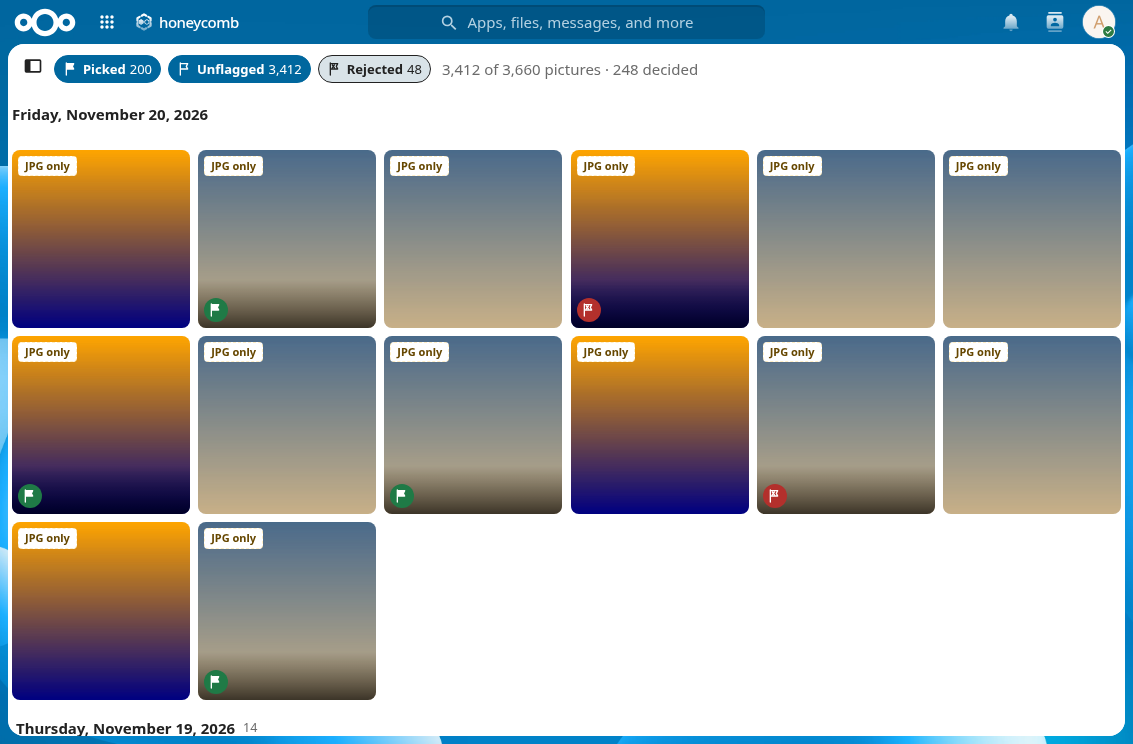 honeycomb
Apps, files, messages, and more
A
Picked 200
Unflagged 3,412
Rejected 48
3,412 of 3,660 pictures · 248 decided
Friday, November 20, 2026
JPG only
JPG only
JPG only
JPG only
JPG only
JPG only
JPG only
JPG only
JPG only
JPG only
JPG only
JPG only
JPG only
JPG only
Thursday, November 19, 2026 14